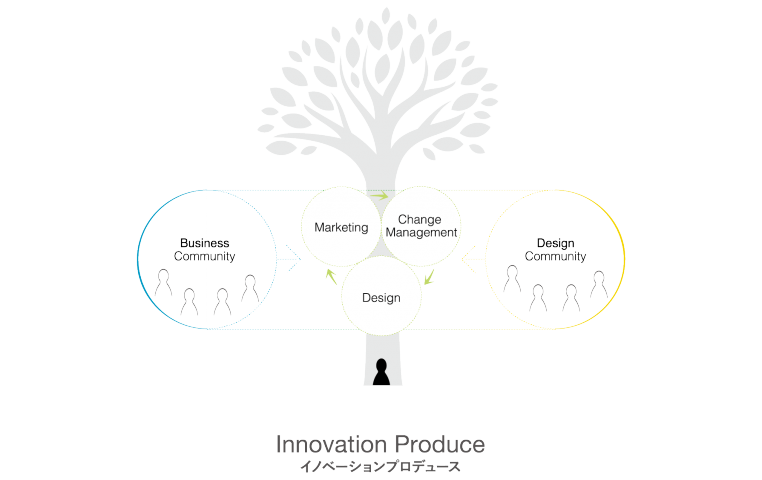 Business
Community
Marketing
Change
Management
Design
Design
Community
Innovation Produce
イノベーションプロデュース